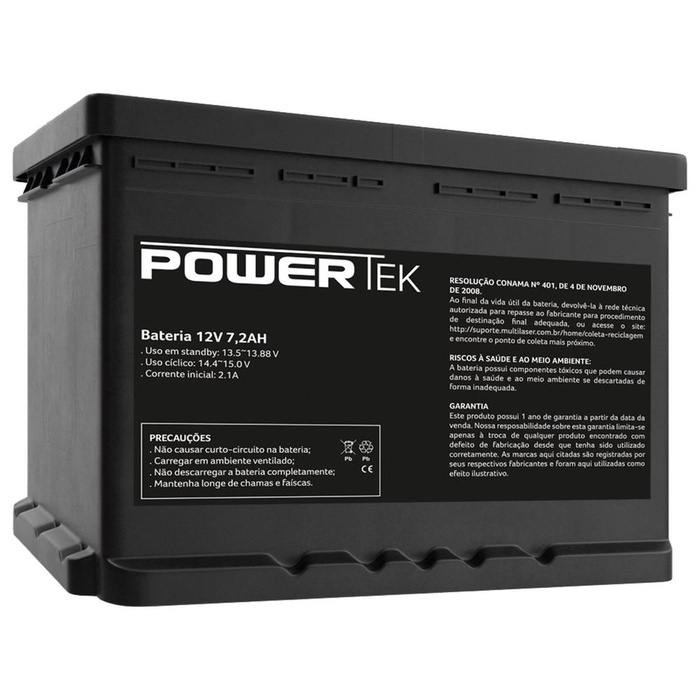 POWERTEK
Bateria 12V 7,2AH
. Uso em standby: 13.5~13.88 V
. Uso cíclico: 14.4~15.0 V
. Corrente inicial: 2.1A
PRECAUÇÕES
. Não causar curto-circuito na bateria;
. Carregar em ambiente ventilado;
. Não descarregar a bateria completamente;
. Mantenha longe de chamas e faíscas.
Pb Pb
CE
RESOLUÇÃO CONAMA Nº 401, DE 4 DE NOVEMBRO
DE 2008.
Ao final da vida útil da bateria, devolvê-la à rede técnica
autorizada para repasse ao fabricante para procedimento
de destinação final adequada, ou acesse o site:
http://suporte.multilaser.com.br/home/coleta-reciclagem
e encontre o ponto de coleta mais próximo.
RISCOS À SAÚDE E AO MEIO AMBIENTE:
A bateria possui componentes tóxicos que podem causar
danos à saúde e ao meio ambiente se descartadas de
forma inadequada.
GARANTIA
Este produto possui 1 ano de garantia a partir da data da
venda. Nossa responsabilidade sobre esta garantia limita-se
apenas à troca de qualquer produto encontrado com
defeito de fabricação desde que tenha sido utilizado
corretamente. As marcas aqui citadas são registradas por
seus respectivos fabricantes e foram aqui utilizadas como
efeito ilustrativo.